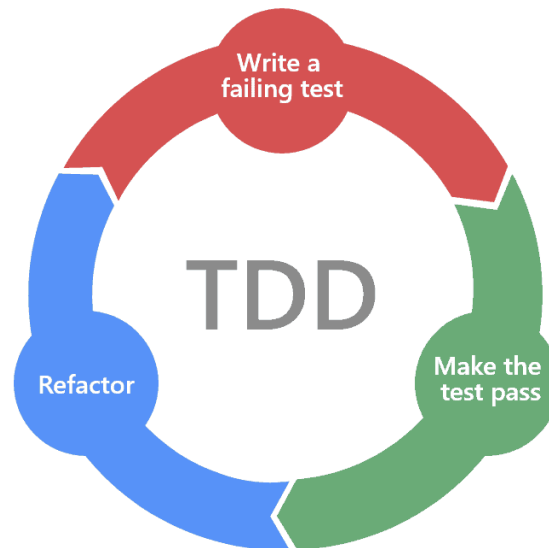 Write a
failing test
TDD
Refactor
Make the
test pass